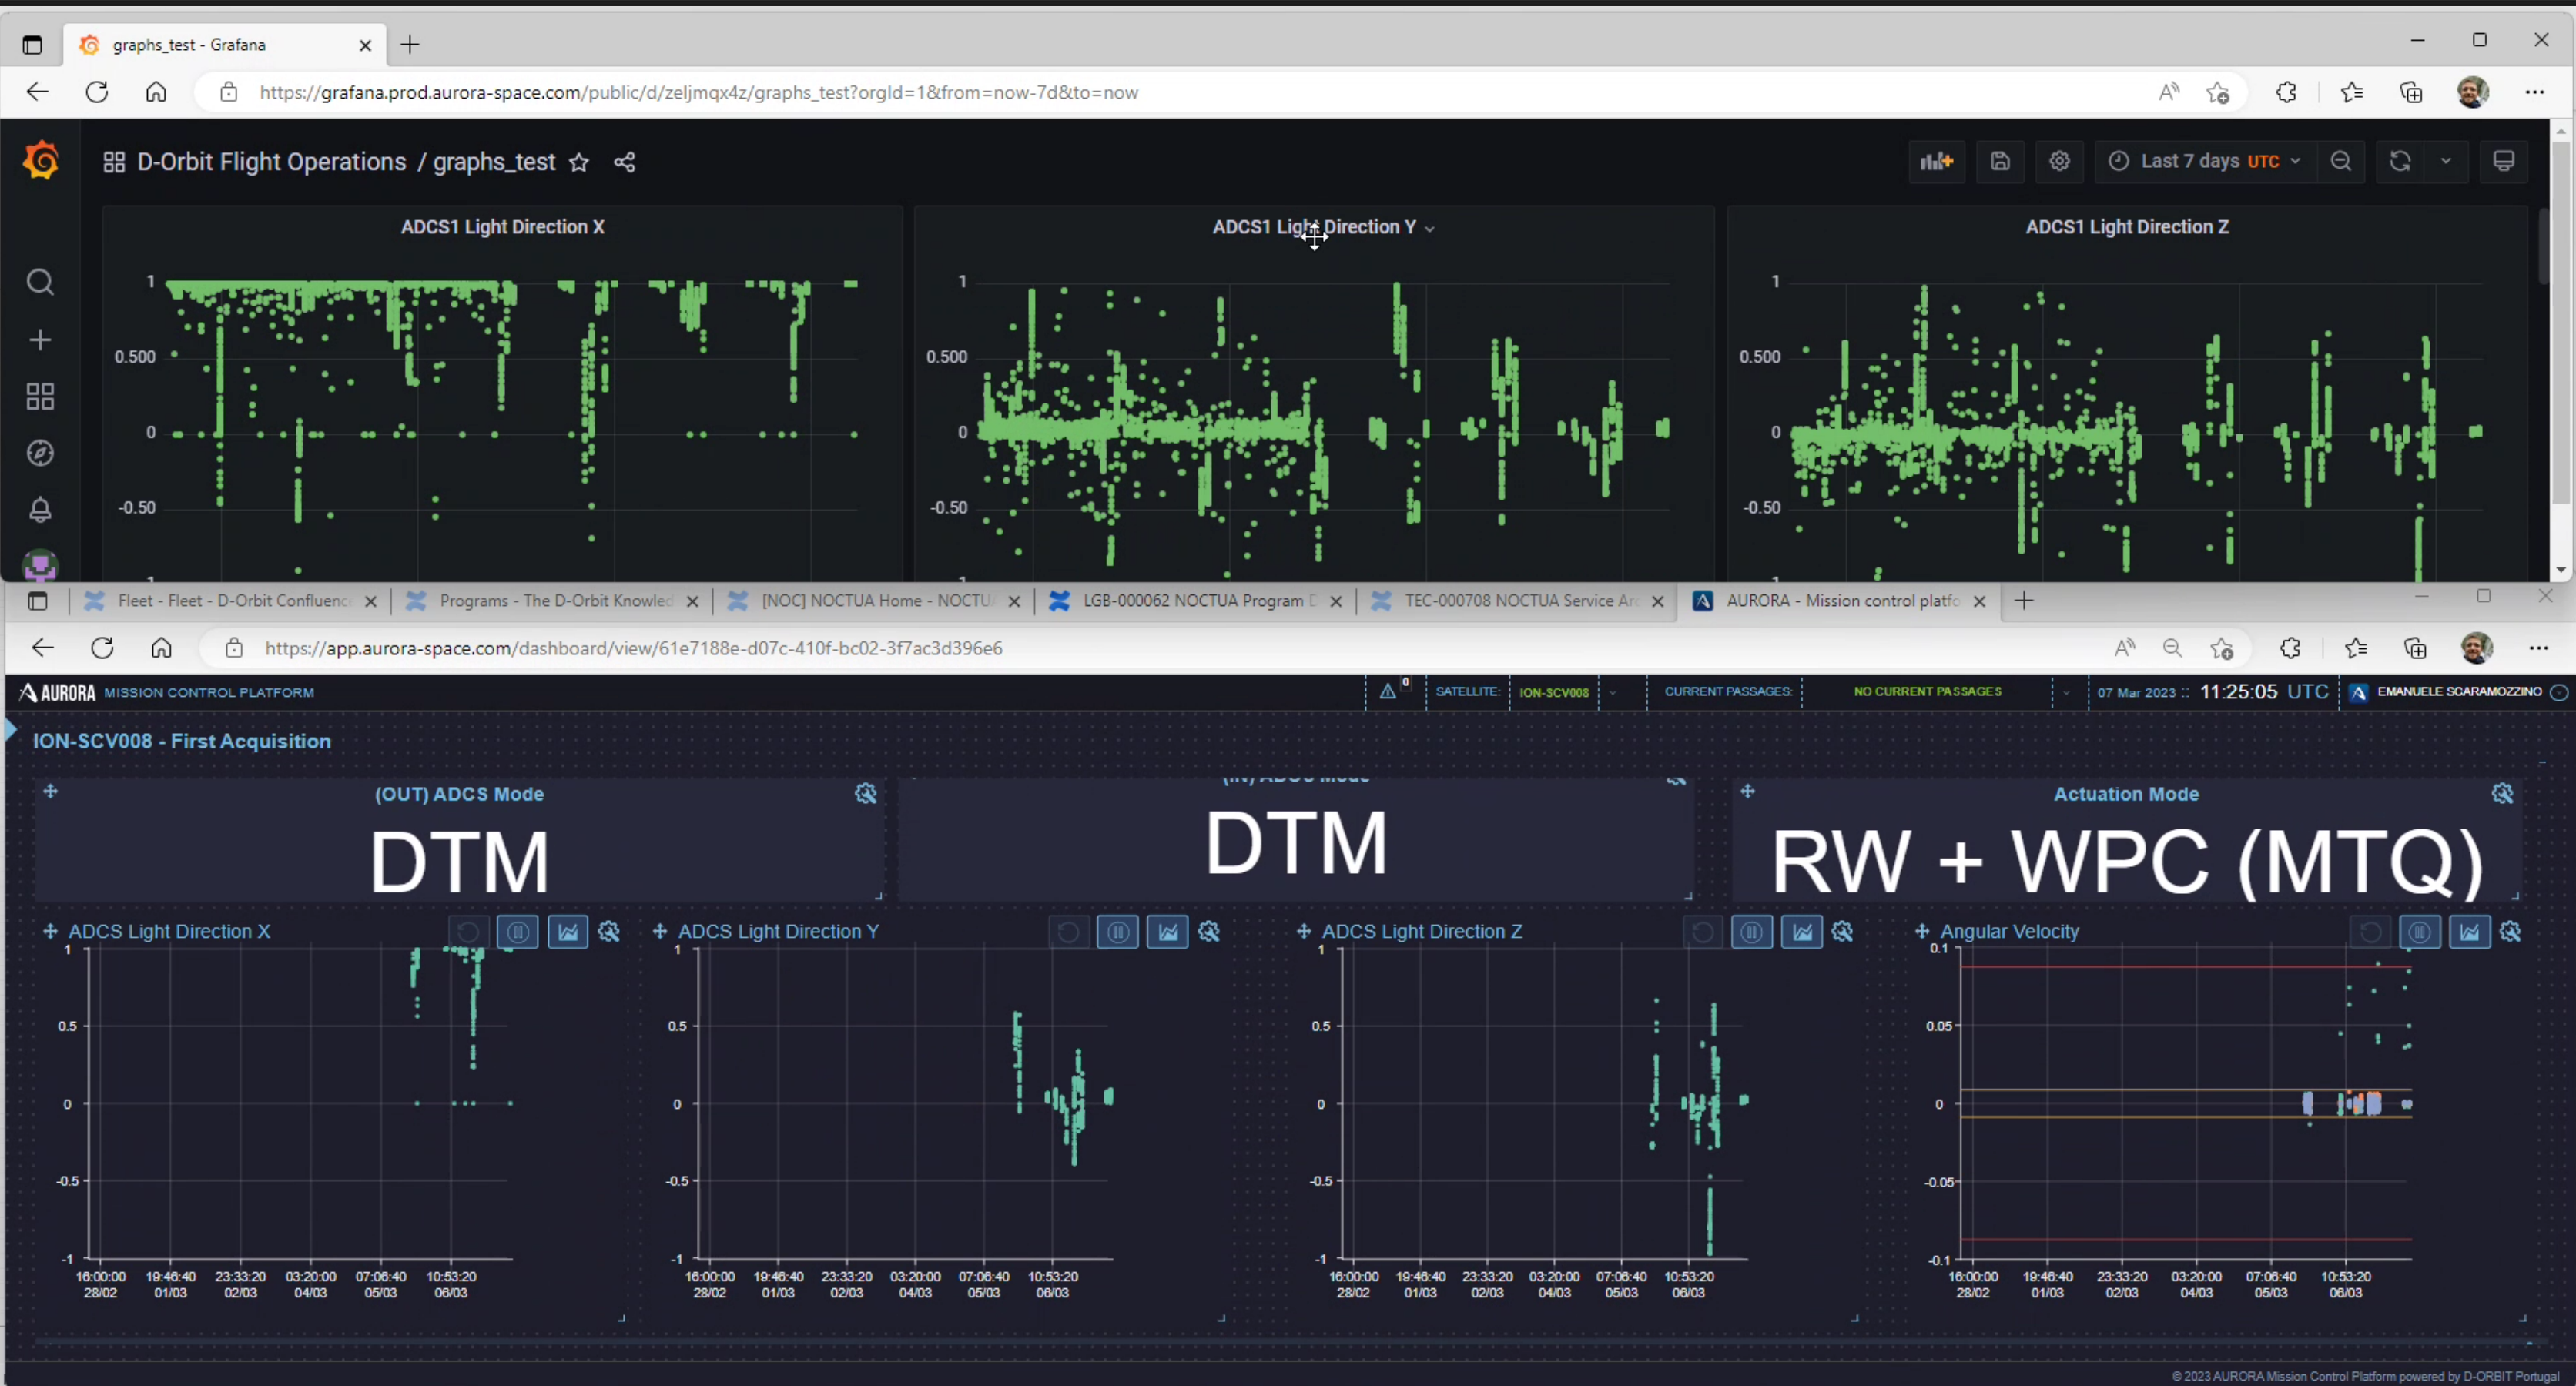 graphs_test - Grafana
https://grafana.prod.aurora-space.com/public/d/zeljmqx4z/graphs_test?orgId=1&from=now-7d&to=now
D-Orbit Flight Operations / graphs_test
Last 7 days UTC
ADCS1 Light Direction X
1
0.500
0
-0.50
ADCS1 Light Direction Y
1
0.500
0
-0.50
ADCS1 Light Direction Z
1
0.500
0
-0.50
Fleet - Fleet - D-Orbit Confluenc
Programs - The D-Orbit Knowled
[NOC] NOCTUA Home - NOCTU
LGB-000062 NOCTUA Program D
TEC-000708 NOCTUA Service Arc
AURORA - Mission control platfo
https://app.aurora-space.com/dashboard/view/61e7188e-d07c-410f-bc02-3f7ac3d396e6
AURORA MISSION CONTROL PLATFORM
0
SATELLITE: ION-SCV008
CURRENT PASSAGES: NO CURRENT PASSAGES
07 Mar 2023 :: 11:25:05 UTC
EMANUELE SCARAMOZZINO
ION-SCV008 - First Acquisition
(OUT) ADCS Mode
DTM
(IN) ADCS Mode
DTM
Actuation Mode
RW + WPC (MTQ)
ADCS Light Direction X
1
0.5
0
-0.5
-1
16:00:00 19:46:40 23:33:20 03:20:00 07:06:40 10:53:20
28/02 01/03 02/03 04/03 05/03 06/03
ADCS Light Direction Y
1
0.5
0
-0.5
-1
16:00:00 19:46:40 23:33:20 03:20:00 07:06:40 10:53:20
28/02 01/03 02/03 04/03 05/03 06/03
ADCS Light Direction Z
1
0.5
0
-0.5
-1
16:00:00 19:46:40 23:33:20 03:20:00 07:06:40 10:53:20
28/02 01/03 02/03 04/03 05/03 06/03
Angular Velocity
0.1
0.05
0
-0.05
-0.1
16:00:00 19:46:40 23:33:20 03:20:00 07:06:40 10:53:20
28/02 01/03 02/03 04/03 05/03 06/03
© 2023 AURORA Mission Control Platform powered by D-ORBIT Portugal